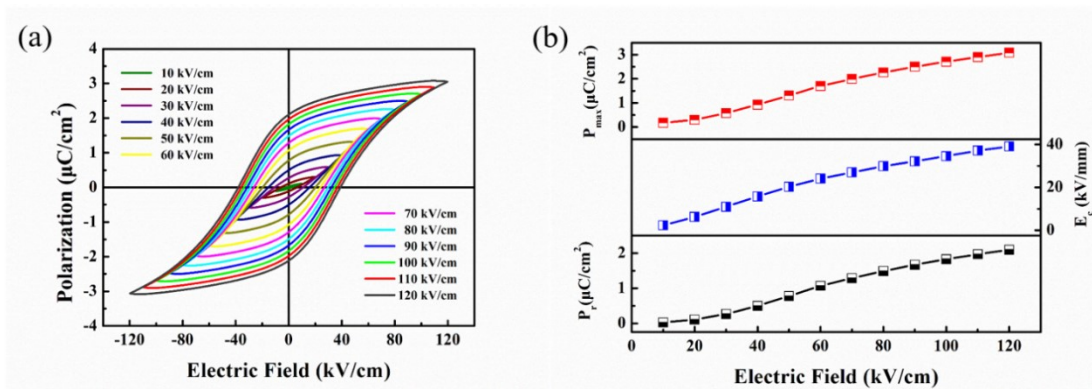 (a)
4
3
2
1
0
-1
-2
-3
-4
Polarization (μC/cm²)
10 kV/cm
20 kV/cm
30 kV/cm
40 kV/cm
50 kV/cm
60 kV/cm
70 kV/cm
80 kV/cm
90 kV/cm
100 kV/cm
110 kV/cm
120 kV/cm
-120 -80 -40 0 40 80 120
Electric Field (kV/cm)
(b)
P_max(μC/cm²)
3
2
1
0
40
20
0
E_c (kV/mm)
P_r(μC/cm²)
2
1
0
0 20 40 60 80 100 120
Electric Field (kV/cm)